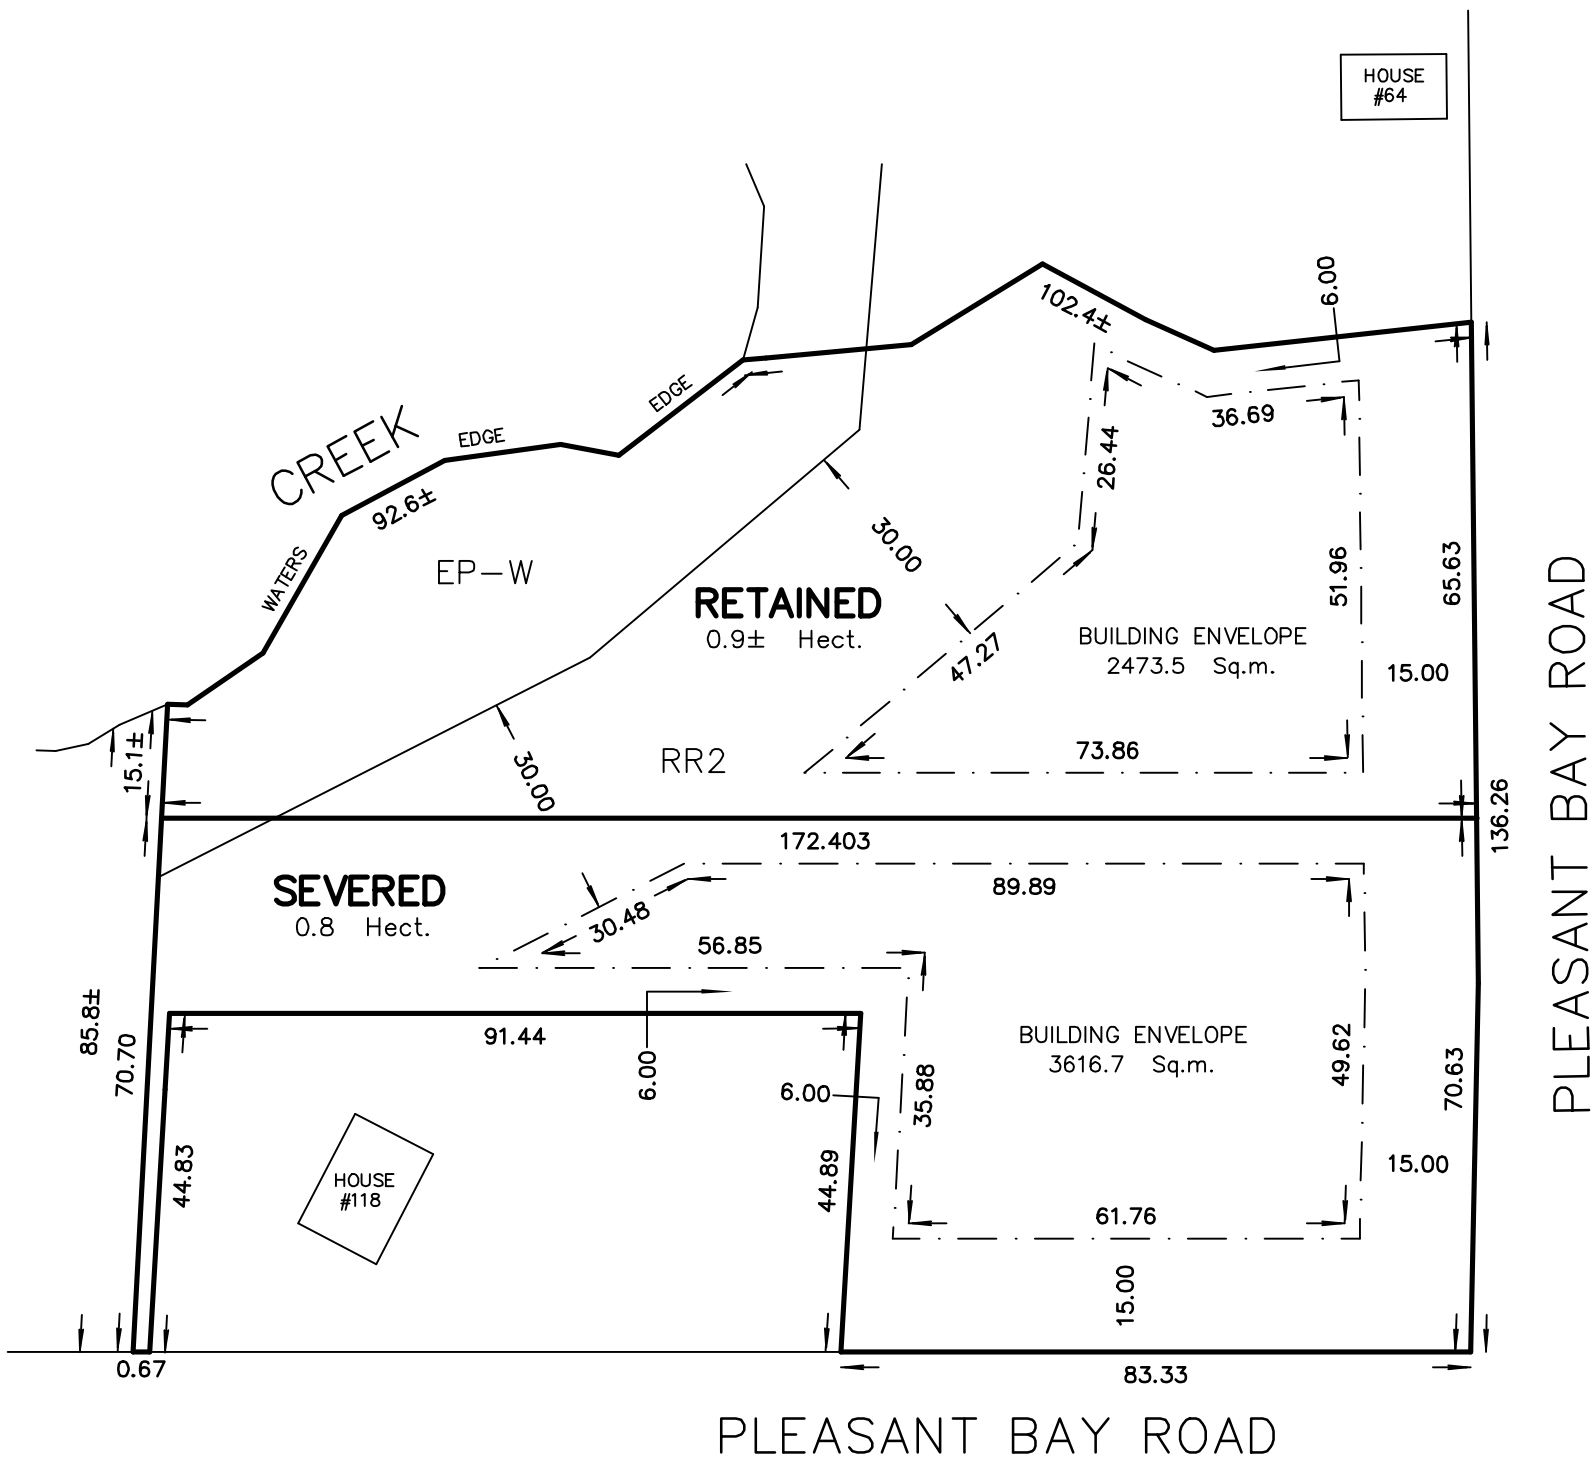 HOUSE
#64
6.00
102.4±
EDGE
36.69
CREEK
EDGE
26.44
92.6±
30.00
WATERS
EP-W
51.96
65.63
RETAINED
0.9± Hect.
BUILDING ENVELOPE
2473.5 Sq.m.
47.27
15.00
15.1±
RR2
73.86
30.00
136.26
PLEASANT BAY ROAD
172.403
SEVERED
0.8 Hect.
89.89
30.48
56.85
85.8±
70.70
91.44
6.00
BUILDING ENVELOPE
3616.7 Sq.m.
49.62
70.63
6.00
35.88
44.83
HOUSE
#118
44.89
15.00
61.76
15.00
0.67
83.33
PLEASANT BAY ROAD